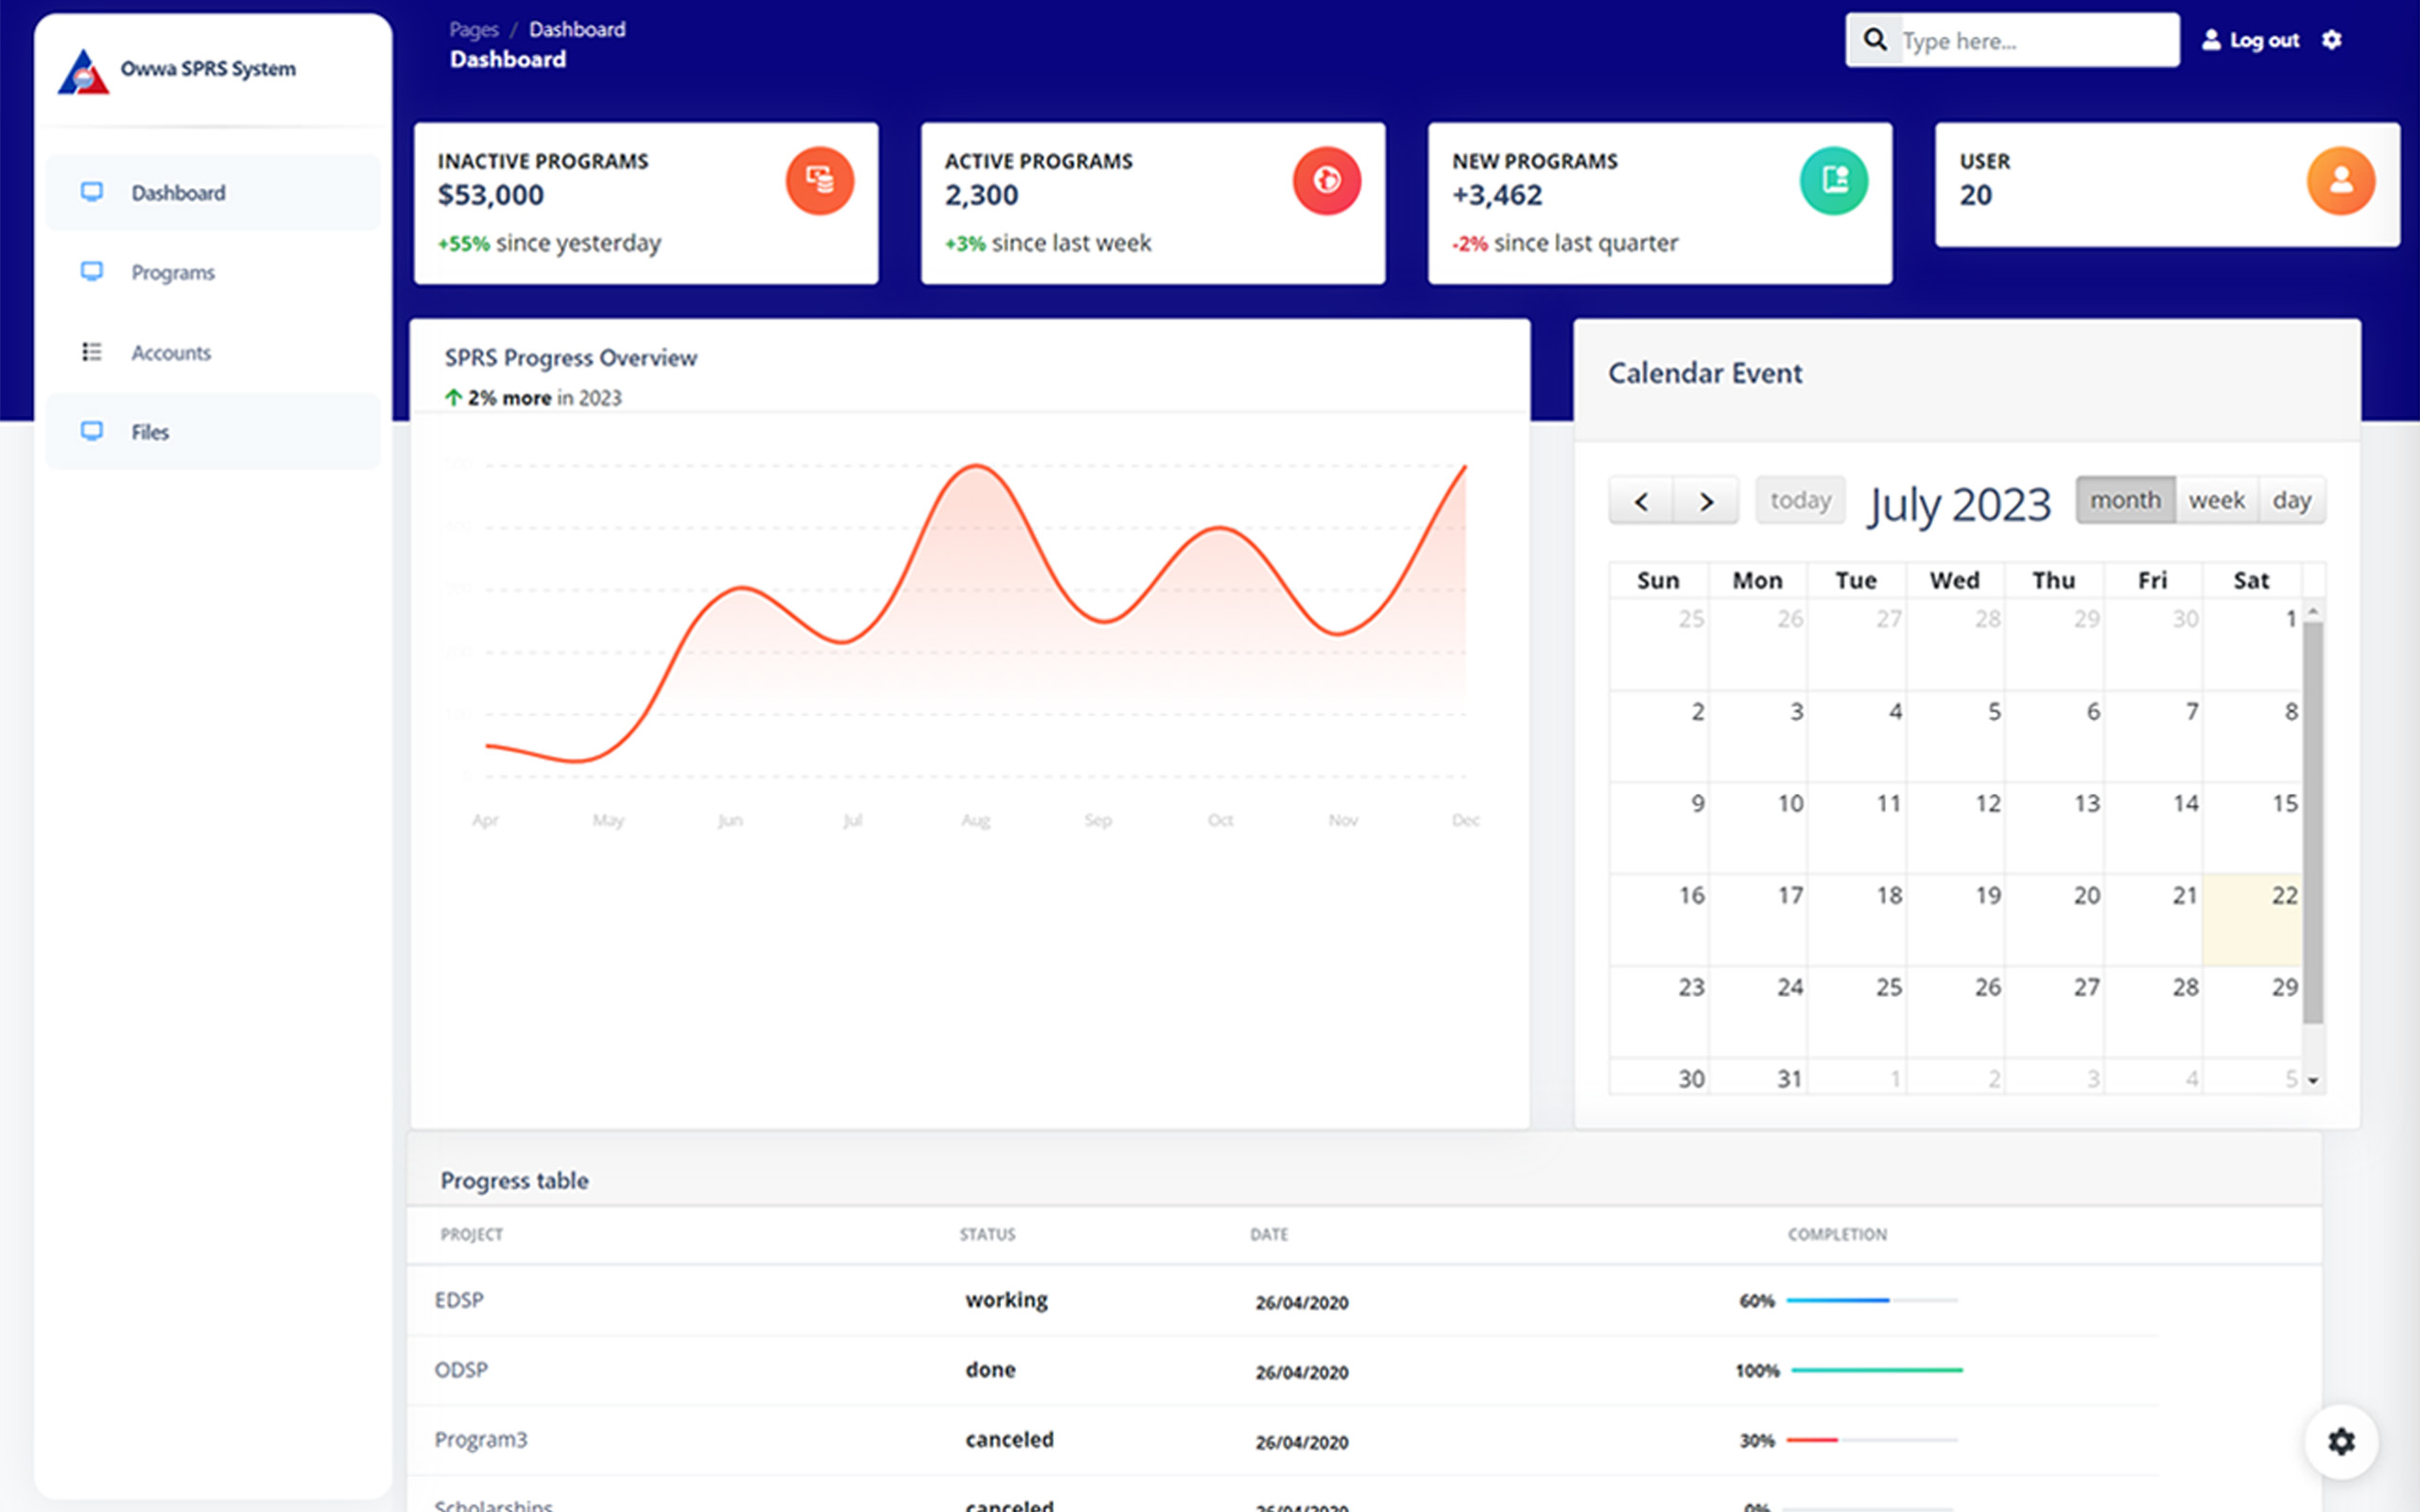 Owwa SPRS System
Dashboard
Programs
Accounts
Files
Pages / Dashboard
Dashboard
Type here...
Log out
INACTIVE PROGRAMS
$53,000
+55% since yesterday
ACTIVE PROGRAMS
2,300
+3% since last week
NEW PROGRAMS
+3,462
-2% since last quarter
USER
20
SPRS Progress Overview
2% more in 2023
500
400
300
200
100
0
Apr May Jun Jul Aug Sep Oct Nov Dec
Calendar Event
today July 2023 month week day
Sun Mon Tue Wed Thu Fri Sat
25 26 27 28 29 30 1
2 3 4 5 6 7 8
9 10 11 12 13 14 15
16 17 18 19 20 21 22
23 24 25 26 27 28 29
30 31 1 2 3 4 5
Progress table
PROJECT STATUS DATE COMPLETION
EDSP working 26/04/2020 60%
ODSP done 26/04/2020 100%
Program3 canceled 26/04/2020 30%
Scholarships canceled 26/04/2020 0%